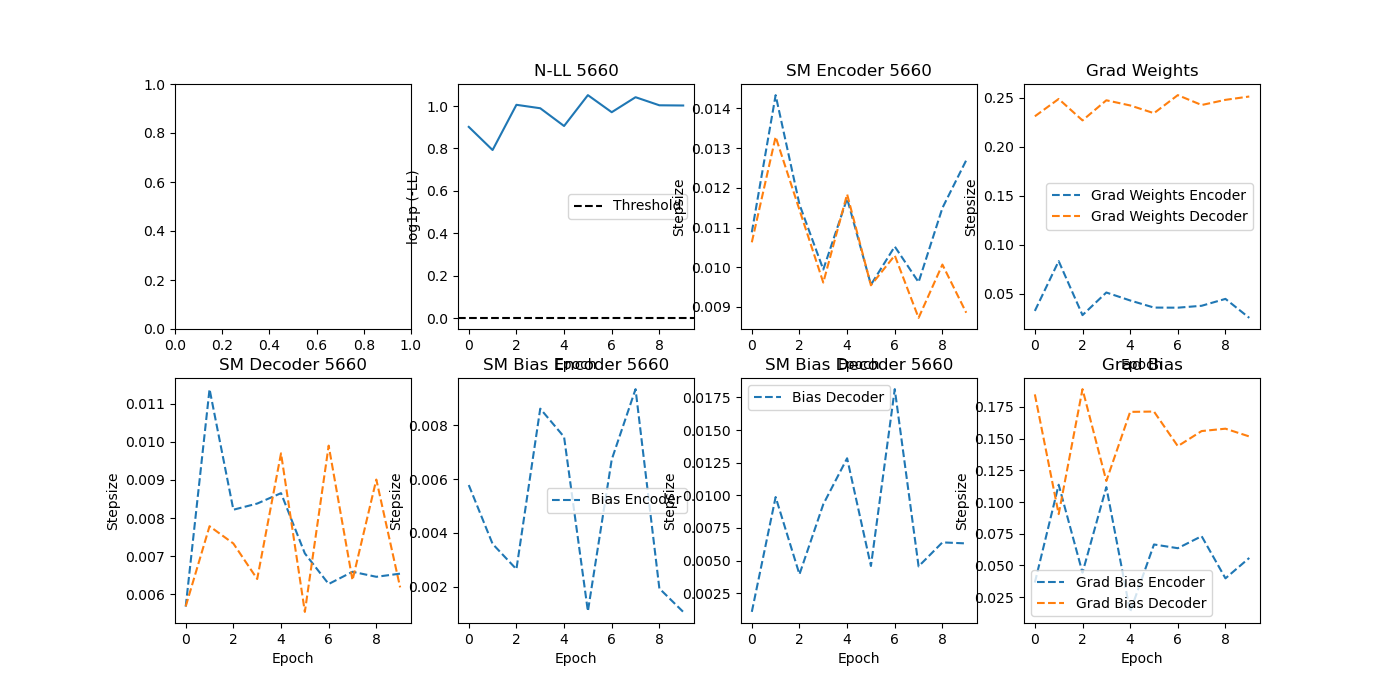 1.0
0.8
0.6
0.4
0.2
0.0
0.0 0.2 0.4 0.6 0.8 1.0
N-LL 5660
log1p (-LL)
1.0
0.8
0.6
0.4
0.2
0.0
Threshold
0 2 4 6 8
Epoch
SM Encoder 5660
Stepsize
0.014
0.013
0.012
0.011
0.010
0.009
0 2 4 6 8
Epoch
Grad Weights
Stepsize
0.25
0.20
0.15
0.10
0.05
Grad Weights Encoder
Grad Weights Decoder
0 2 4 6 8
Epoch
SM Decoder 5660
Stepsize
0.011
0.010
0.009
0.008
0.007
0.006
0 2 4 6 8
Epoch
SM Bias Encoder 5660
Stepsize
0.008
0.006
0.004
0.002
Bias Encoder
0 2 4 6 8
Epoch
SM Bias Decoder 5660
Stepsize
0.0175
0.0150
0.0125
0.0100
0.0075
0.0050
0.0025
Bias Decoder
0 2 4 6 8
Epoch
Grad Bias
Stepsize
0.175
0.150
0.125
0.100
0.075
0.050
0.025
Grad Bias Encoder
Grad Bias Decoder
0 2 4 6 8
Epoch